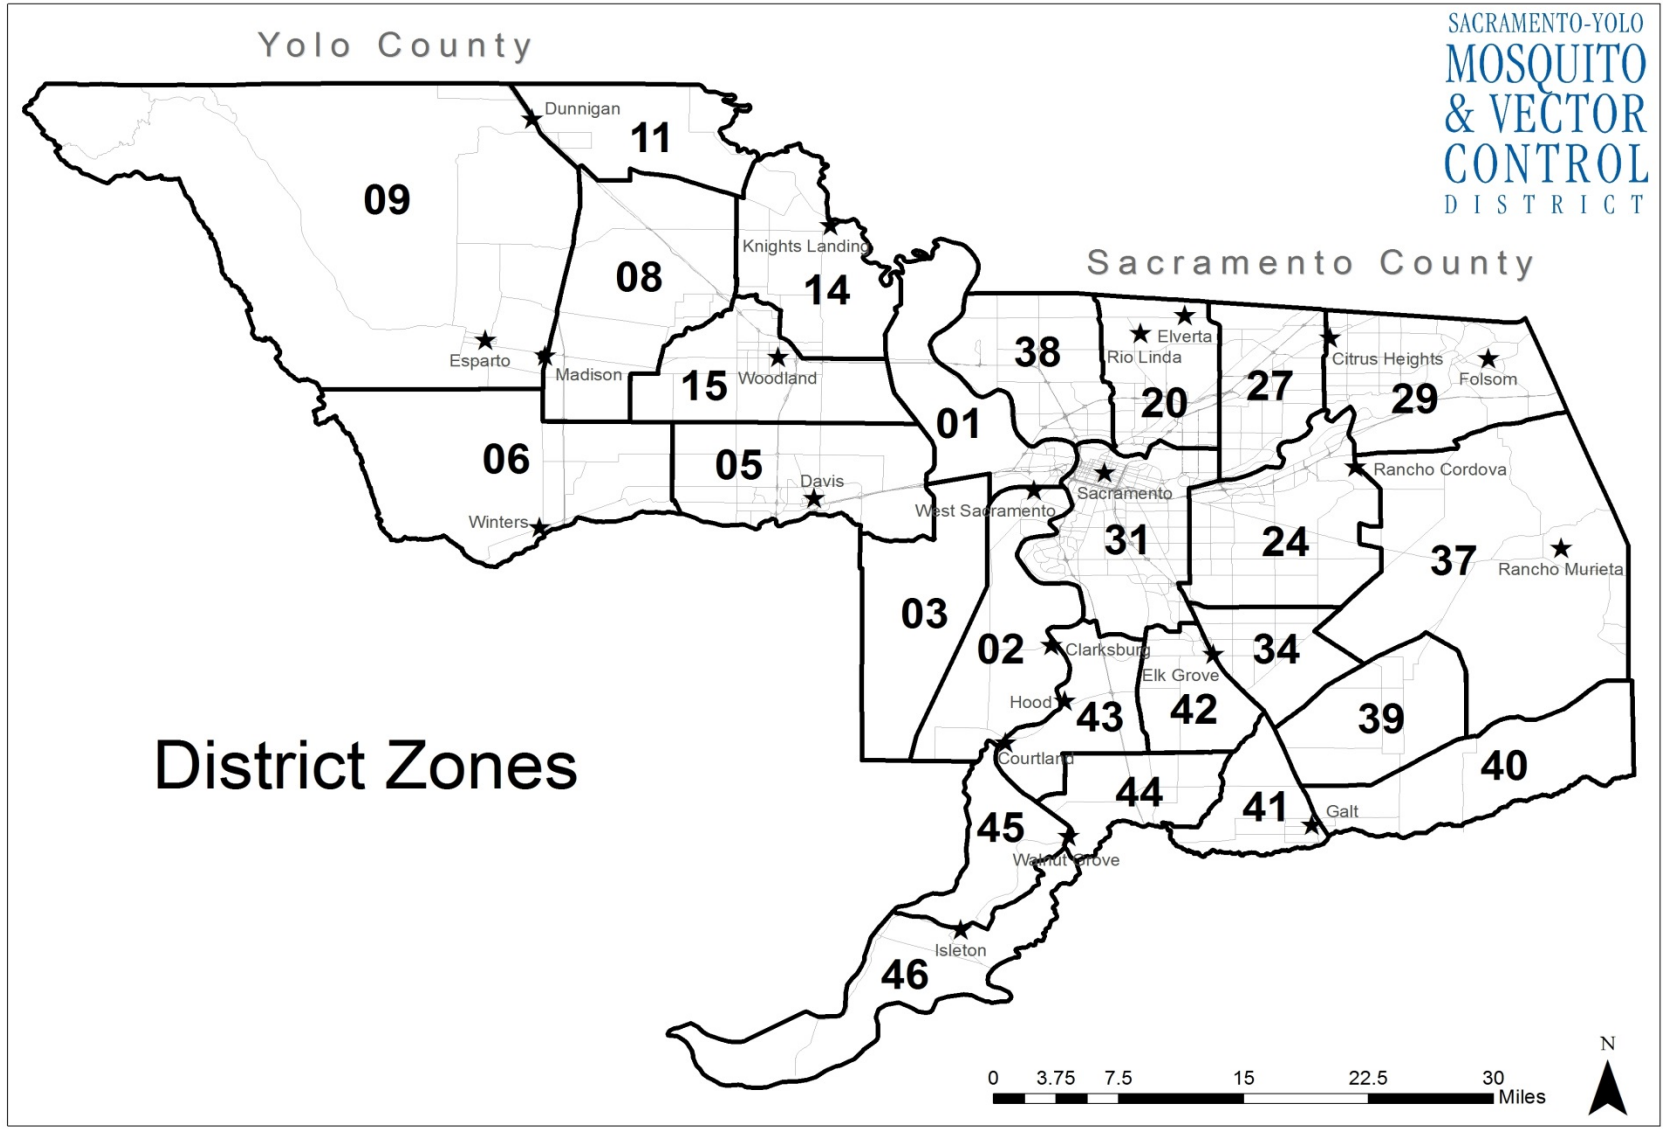 Yolo County
SACRAMENTO-YOLO
MOSQUITO
& VECTOR
CONTROL
DISTRICT
Dunnigan
11
09
Knights Landing
Sacramento County
08
14
Esparto
Madison
38
Elverta
Rio Linda
Citrus Heights
Folsom
15
Woodland
20
27
29
01
06
05
Davis
Rancho Cordova
Sacramento
West Sacramento
Winters
31
24
37
Rancho Murieta
03
02
Clarksburg
34
Elk Grove
Hood
43
42
39
Courtland
District Zones
44
40
45
41
Galt
Walnut Grove
Isleton
46
N
0 3.75 7.5 15 22.5 30
Miles